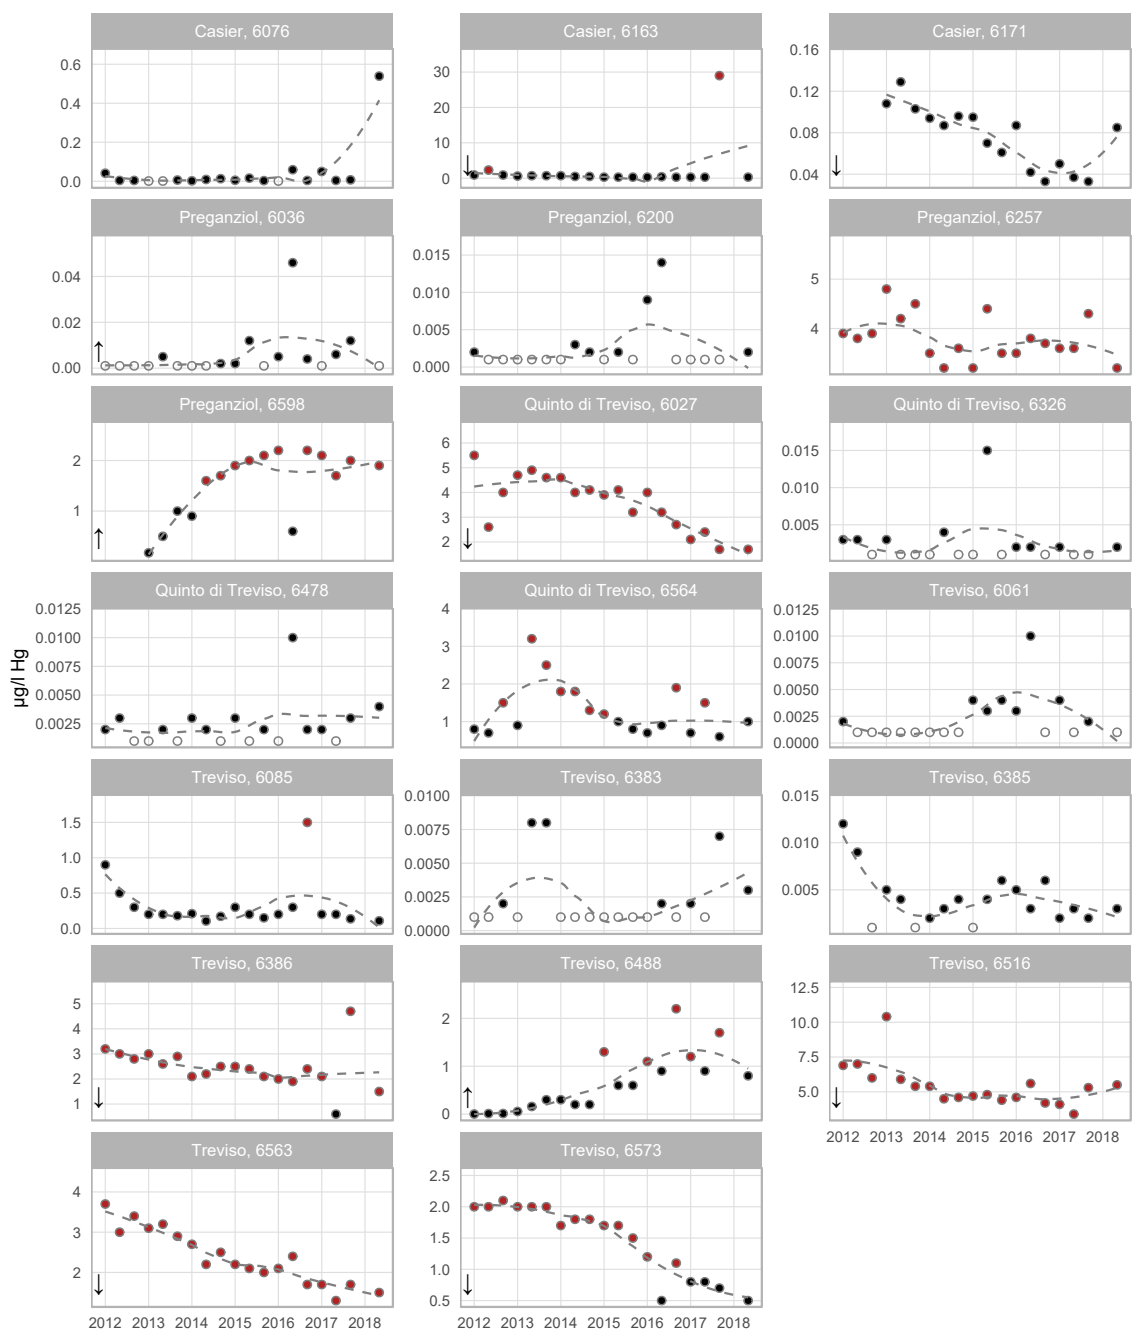 Casier, 6076 Casier, 6163 Casier, 6171
0.6 0.4 0.2 0.0
30 20 10 0
0.16 0.12 0.08 0.04
↓ ↓
Preganziol, 6036 Preganziol, 6200 Preganziol, 6257
0.04 0.02 0.00
0.015 0.010 0.005 0.000
5 4
↑
Preganziol, 6598 Quinto di Treviso, 6027 Quinto di Treviso, 6326
2 1
6 5 4 3 2
0.015 0.010 0.005
↑ ↓
Quinto di Treviso, 6478 Quinto di Treviso, 6564 Treviso, 6061
0.0125 0.0100 0.0075 0.0050 0.0025
4 3 2 1
0.0125 0.0100 0.0075 0.0050 0.0025 0.0000
µg/l Hg
Treviso, 6085 Treviso, 6383 Treviso, 6385
1.5 1.0 0.5 0.0
0.0100 0.0075 0.0050 0.0025 0.0000
0.015 0.010 0.005
Treviso, 6386 Treviso, 6488 Treviso, 6516
5 4 3 2 1
2 1 0
12.5 10.0 7.5 5.0
↓ ↑ ↓
2012 2013 2014 2015 2016 2017 2018
Treviso, 6563 Treviso, 6573
4 3 2
2.5 2.0 1.5 1.0 0.5
↓ ↓
2012 2013 2014 2015 2016 2017 2018 2012 2013 2014 2015 2016 2017 2018